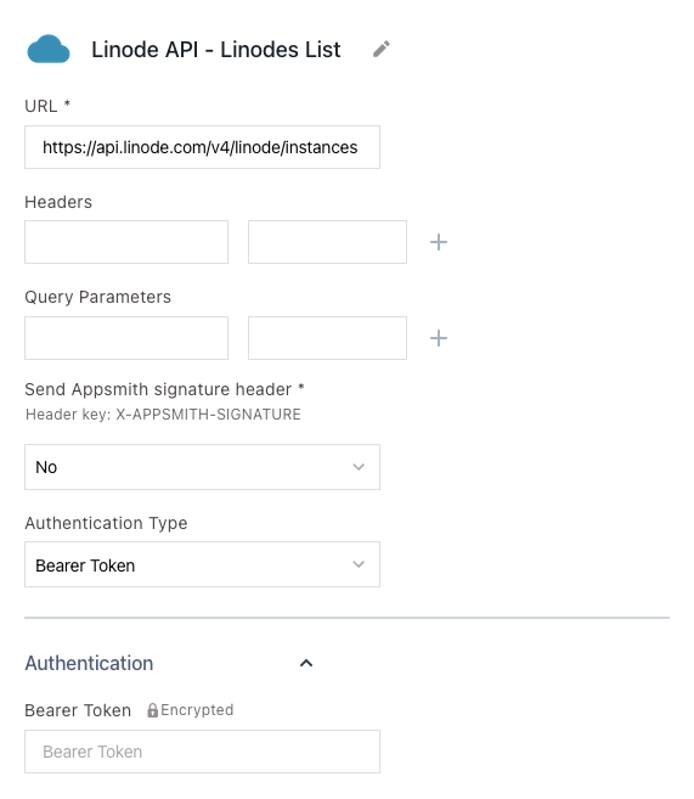 Linode API - Linodes List
URL *
https://api.linode.com/v4/linode/instances
Headers
Query Parameters
Send Appsmith signature header *
Header key: X-APPSMITH-SIGNATURE
No
Authentication Type
Bearer Token
Authentication
Bearer Token Encrypted
Bearer Token